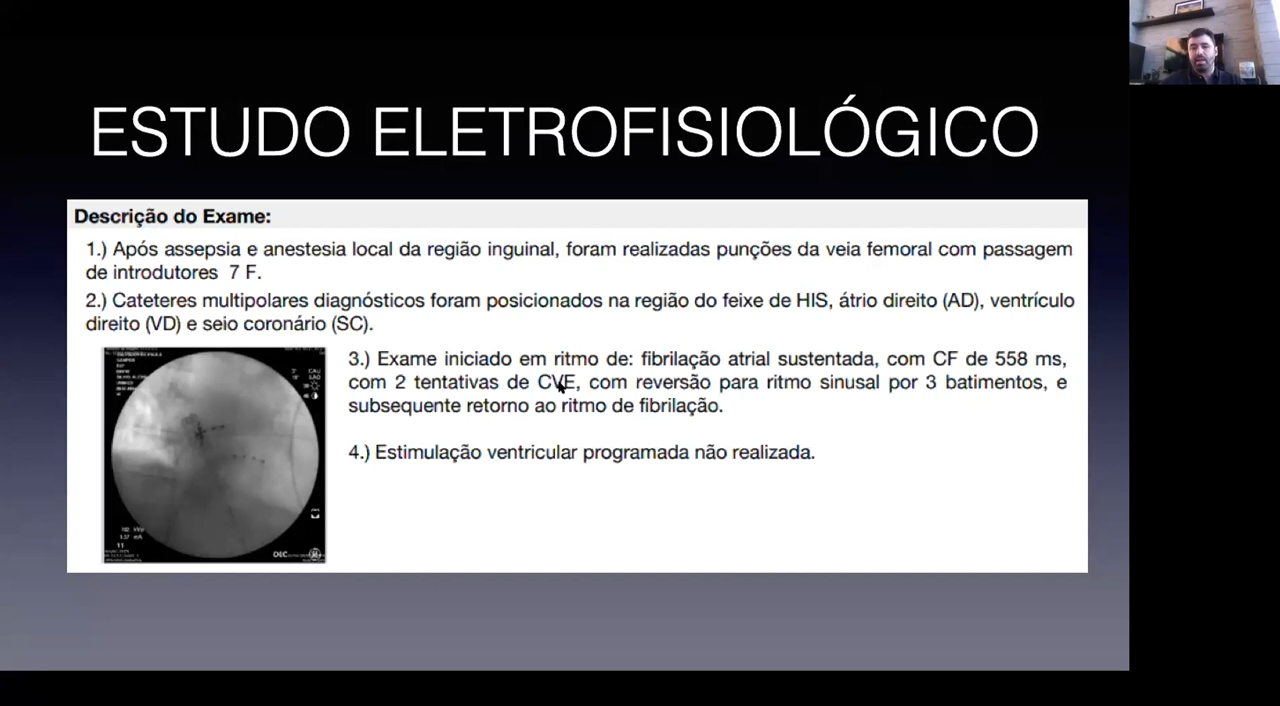 ESTUDO ELETROFISIOLÓGICO
Descrição do Exame:
1.) Após assepsia e anestesia local da região inguinal, foram realizadas punções da veia femoral com passagem
de introdutores 7 F.
2.) Cateteres multipolares diagnósticos foram posicionados na região do feixe de HIS, átrio direito (AD), ventrículo
direito (VD) e seio coronário (SC).
3.) Exame iniciado em ritmo de: fibrilação atrial sustentada, com CF de 558 ms,
com 2 tentativas de CVE, com reversão para ritmo sinusal por 3 batimentos, e
subsequente retorno ao ritmo de fibrilação.
4.) Estimulação ventricular programada não realizada.
OEC